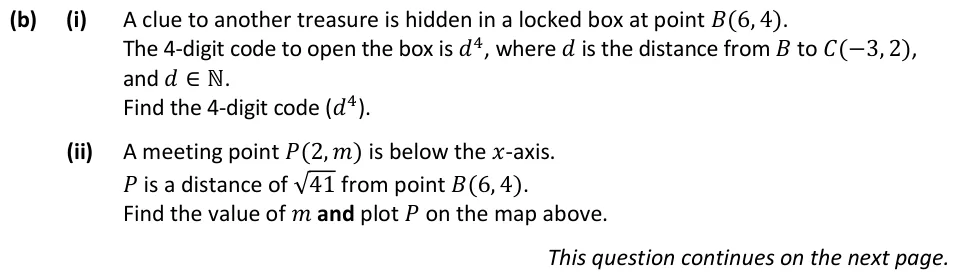 (b) (i) A clue to another treasure is hidden in a locked box at point B(6, 4).
The 4-digit code to open the box is d⁴, where d is the distance from B to C(−3, 2),
and d ∈ ℕ.
Find the 4-digit code (d⁴).
(ii) A meeting point P(2, m) is below the x-axis.
P is a distance of √41 from point B(6, 4).
Find the value of m and plot P on the map above.
This question continues on the next page.